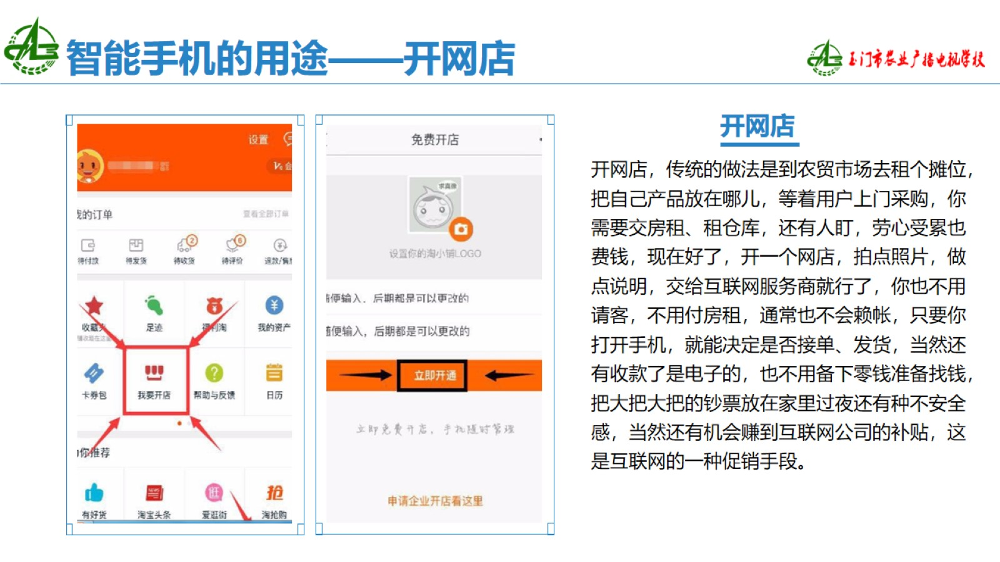 智能手机的用途——开网店
玉门市农业广播电视学校
设置
我的订单
查看全部订单
2
6
待付款
待发货
待收货
待评价
退款/售后
收藏夹
足迹
福利淘
我的资产
卡券包
我要开店
帮助与反馈
日历
为你推荐
NEWS
逛
抢
有好货
淘宝头条
爱逛街
淘抢购
免费开店
求真像
设置你的淘小铺LOGO
随便输入，后期都是可以更改的
随便输入，后期都是可以更改的
立即开通
立即免费开店，手机随时管理
申请企业开店看这里
开网店
开网店，传统的做法是到农贸市场去租个摊位，
把自己产品放在哪儿，等着用户上门采购，你
需要交房租、租仓库，还有人盯，劳心受累也
费钱，现在好了，开一个网店，拍点照片，做
点说明，交给互联网服务商就行了，你也不用
请客，不用付房租，通常也不会赖帐，只要你
打开手机，就能决定是否接单、发货，当然还
有收款了是电子的，也不用备下零钱准备找钱，
把大把大把的钞票放在家里过夜还有种不安全
感，当然还有机会赚到互联网公司的补贴，这
是互联网的一种促销手段。